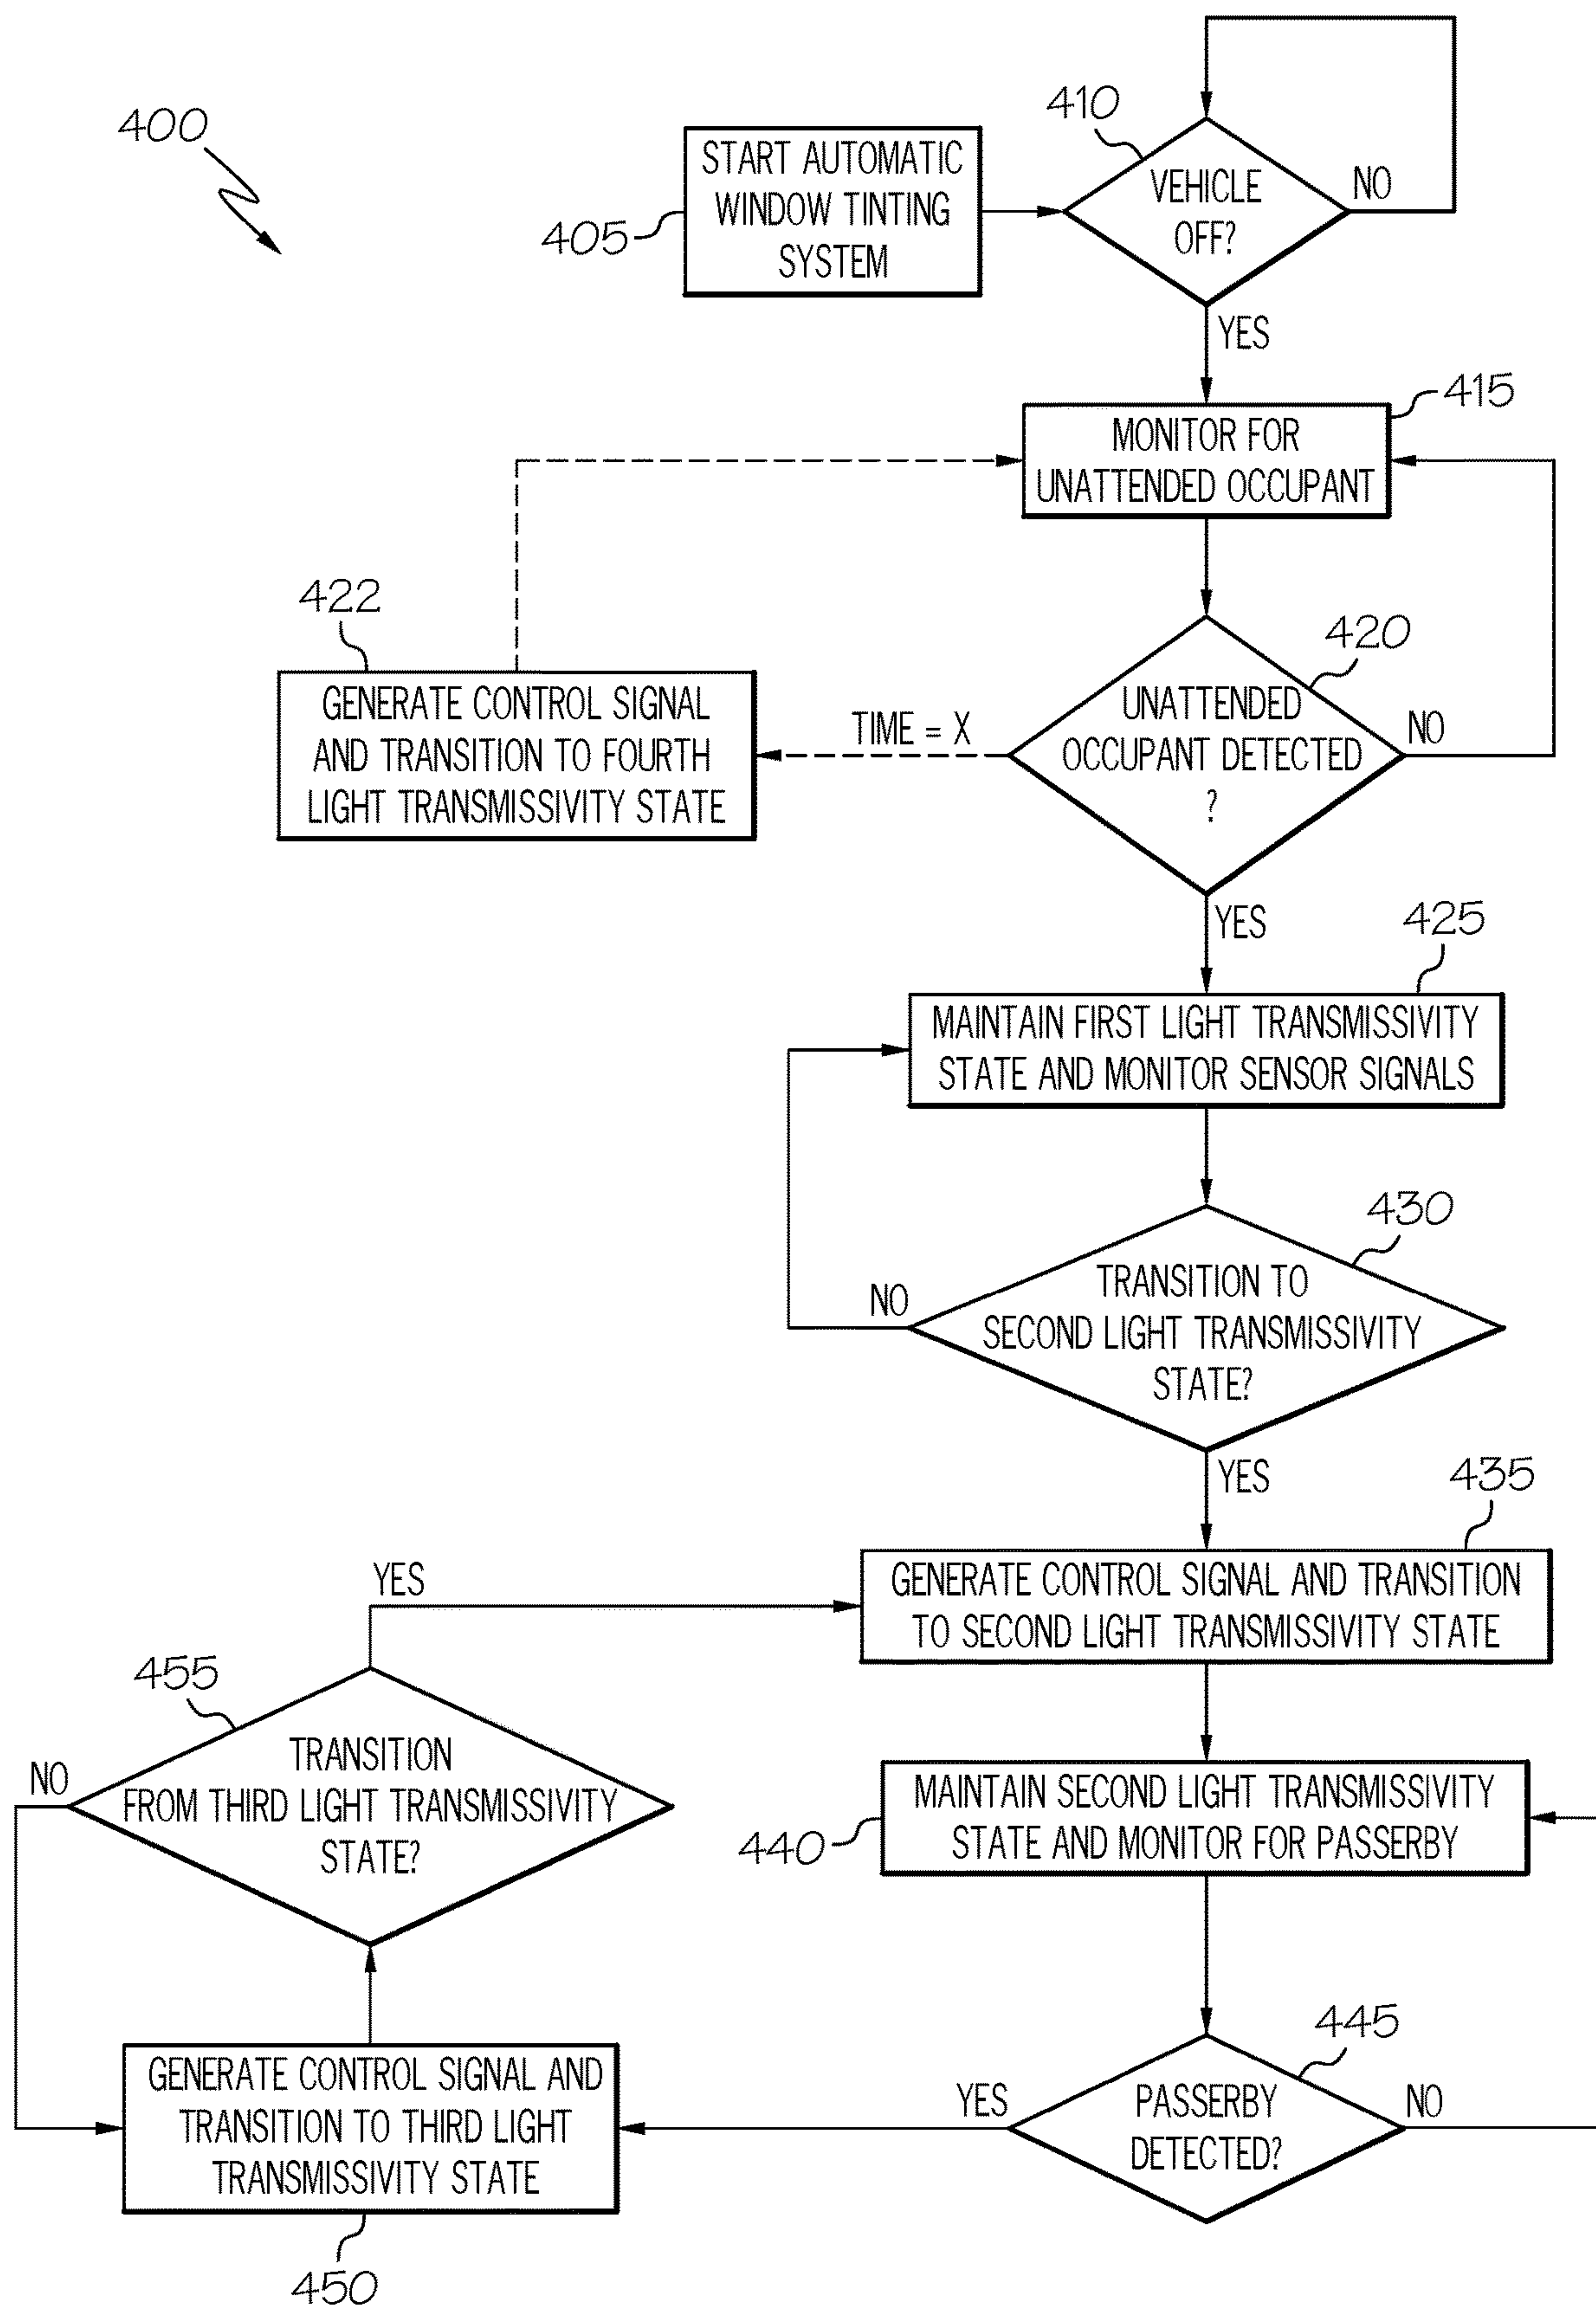 400
410
START AUTOMATIC
WINDOW TINTING
SYSTEM
405
VEHICLE
OFF?
NO
YES
415
MONITOR FOR
UNATTENDED OCCUPANT
422
420
GENERATE CONTROL SIGNAL
AND TRANSITION TO FOURTH
LIGHT TRANSMISSIVITY STATE
TIME = X
UNATTENDED
OCCUPANT DETECTED
?
NO
YES
425
MAINTAIN FIRST LIGHT TRANSMISSIVITY
STATE AND MONITOR SENSOR SIGNALS
430
NO
TRANSITION TO
SECOND LIGHT TRANSMISSIVITY
STATE?
YES
435
YES
GENERATE CONTROL SIGNAL AND TRANSITION
TO SECOND LIGHT TRANSMISSIVITY STATE
455
NO
TRANSITION
FROM THIRD LIGHT TRANSMISSIVITY
STATE?
MAINTAIN SECOND LIGHT TRANSMISSIVITY
STATE AND MONITOR FOR PASSERBY
440
445
GENERATE CONTROL SIGNAL AND
TRANSITION TO THIRD LIGHT
TRANSMISSIVITY STATE
YES
PASSERBY
DETECTED?
NO
450